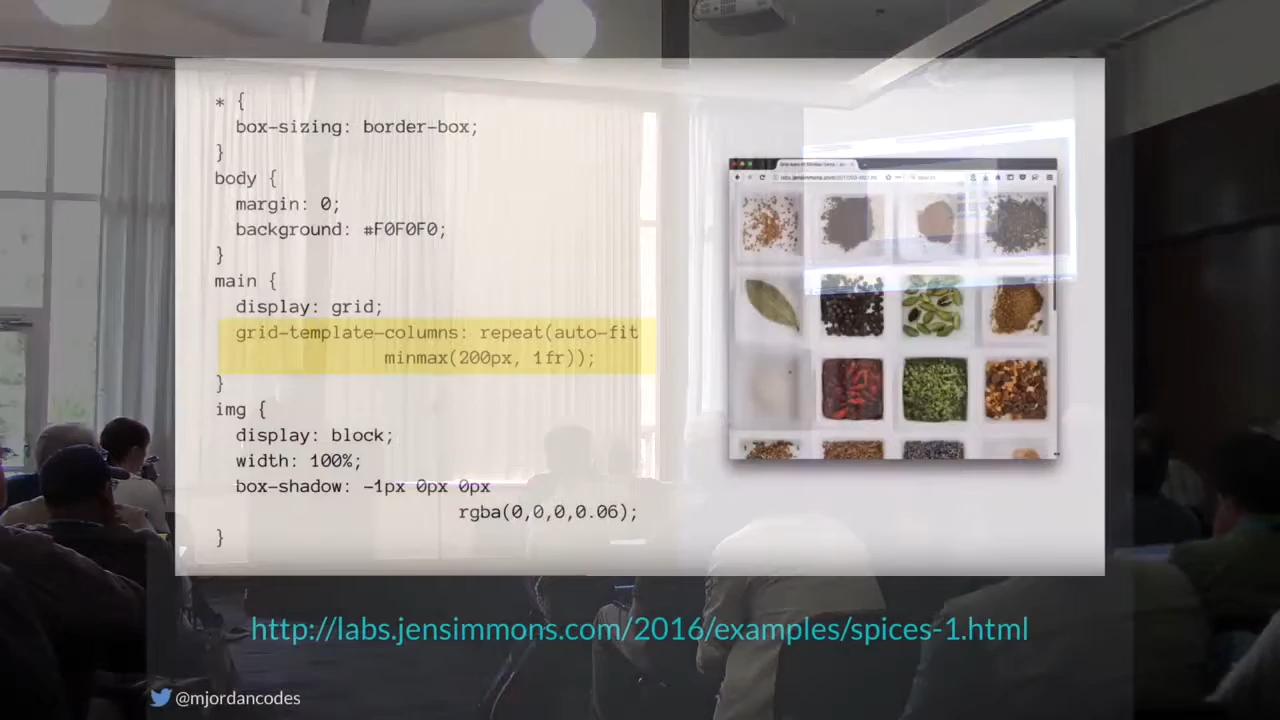 * {
box-sizing: border-box;
}
body {
margin: 0;
background: #F0F0F0;
}
main {
display: grid;
grid-template-columns: repeat(auto-fit
minmax(200px, 1fr));
}
img {
display: block;
width: 100%;
box-shadow: -1px 0px 0px
rgba(0,0,0,0.06);
}
http://labs.jensimmons.com/2016/examples/spices-1.html
@mjordancodes